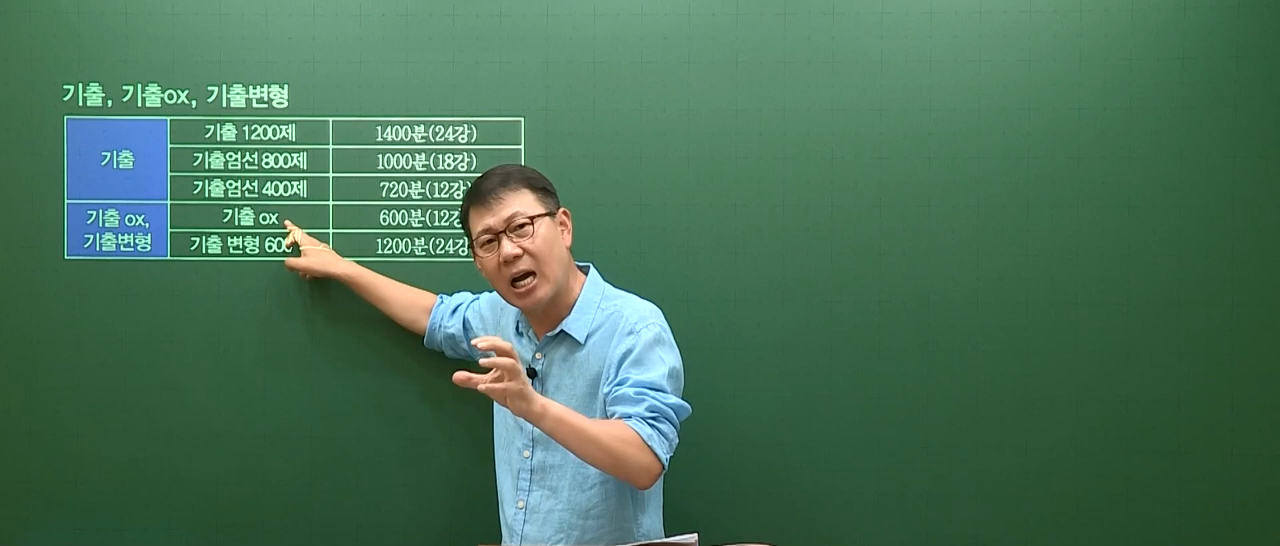 기출, 기출ox, 기출변형
기출
기출 1200제
1400분(24강)
기출엄선 800제
1000분(18강)
기출엄선 400제
720분(12강)
기출 ox,
기출변형
기출 ox
600분(12강
기출 변형 600
1200분(24강